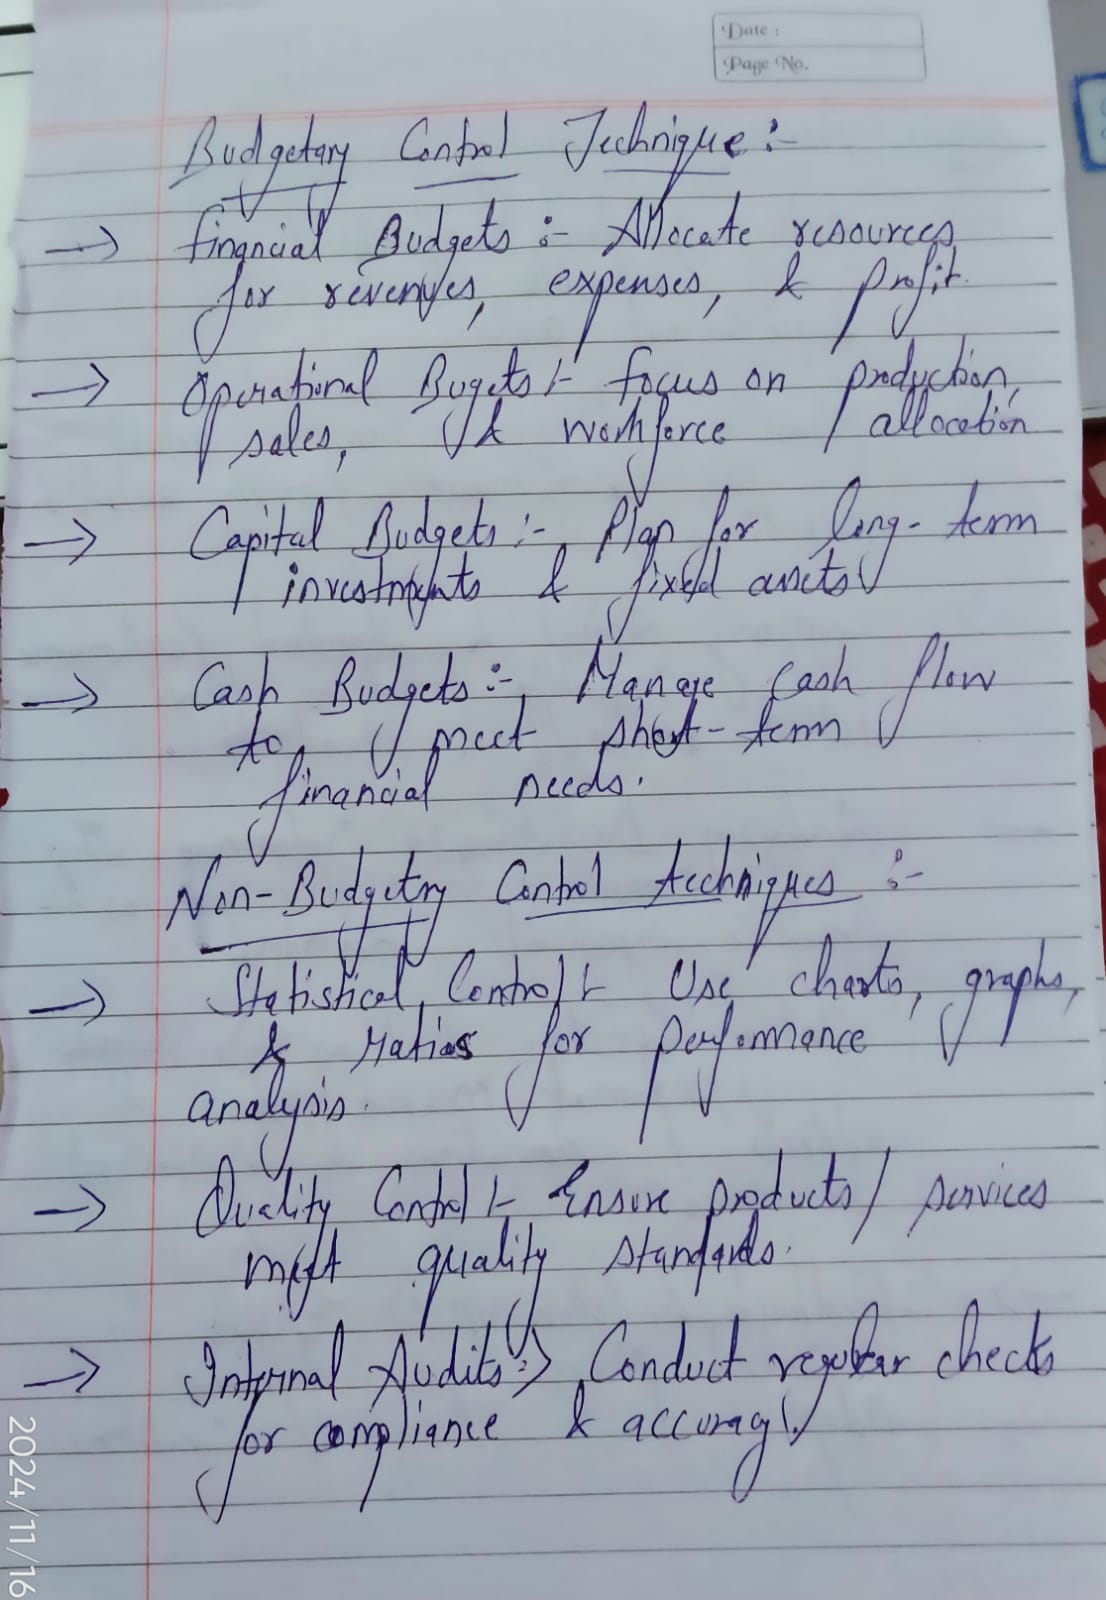 Date :
Page No.
Budgetary Control Technique :-
→ financial Budgets :- Allocate resources
for revenues, expenses, & profit.
→ Operational Bugets :- focus on production,
sales, & workforce allocation
→ Capital Budgets :- Plan for long-term
investments & fixed assets
→ Cash Budgets :- Manage cash flow
to meet short-term
financial needs.
Non-Budgetry Control techniques :-
→ Statistical Control :- Use charts, graphs,
& ratios for performance
analysis.
→ Quality Control :- Ensure products/services
meet quality standards.
→ Internal Audits :- Conduct regular checks
for compliance & accuracy.
2024/11/16